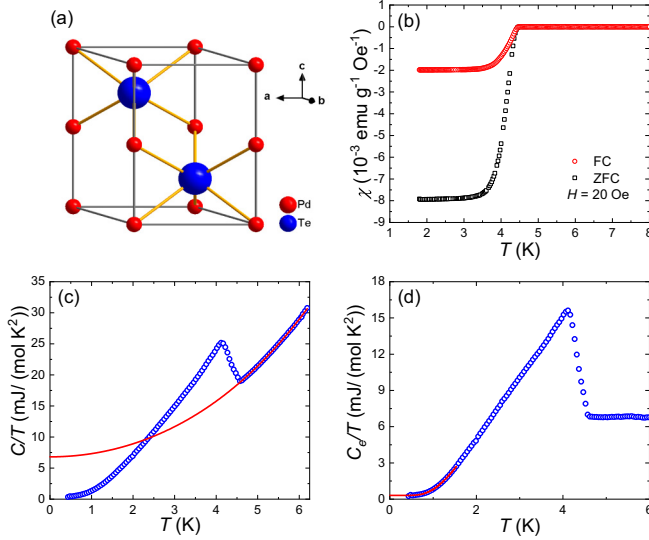 (a)
c
a
b
Pd
Te
(b)
0
-1
-2
-3
-4
-5
-6
-7
-8
-9
χ (10⁻³ emu g⁻¹ Oe⁻¹)
FC
ZFC
H = 20 Oe
1 2 3 4 5 6 7 8
T (K)
(c)
35
30
25
20
15
10
5
0
C/T (mJ/ (mol K²))
0 1 2 3 4 5 6
T (K)
(d)
18
15
12
9
6
3
0
Cₑ/T (mJ/ (mol K²))
0 2 4 6
T (K)